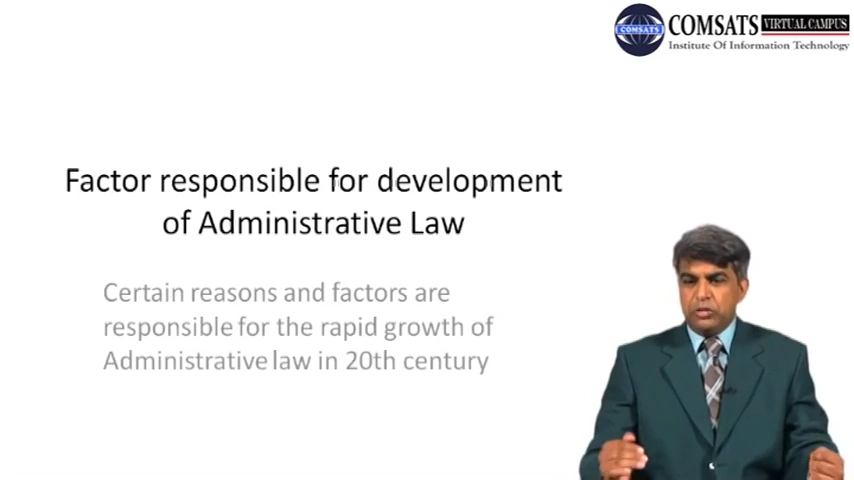 COMSATS
COMSATS VIRTUAL CAMPUS
Institute Of Information Technology
Factor responsible for development
of Administrative Law
Certain reasons and factors are
responsible for the rapid growth of
Administrative law in 20th century